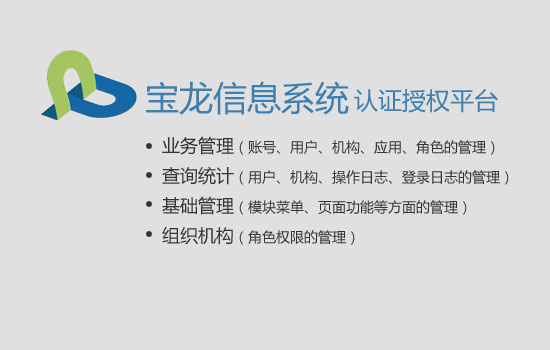 宝龙信息系统 认证授权平台
• 业务管理（账号、用户、机构、应用、角色的管理）
• 查询统计（用户、机构、操作日志、登录日志的管理）
• 基础管理（模块菜单、页面功能等方面的管理）
• 组织机构（角色权限的管理）